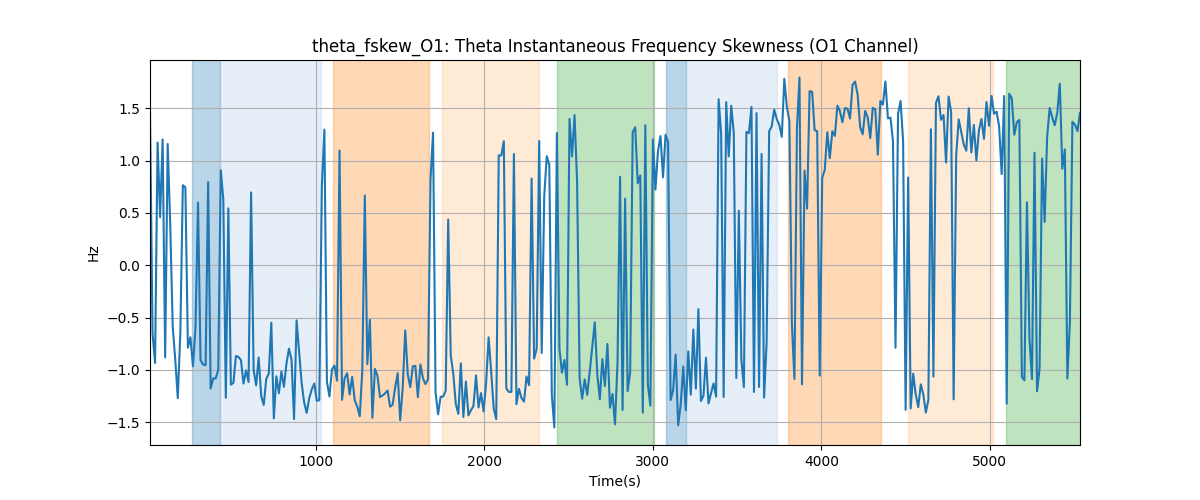 theta_fskew_O1: Theta Instantaneous Frequency Skewness (O1 Channel)
Hz
1.5
1.0
0.5
0.0
−0.5
−1.0
−1.5
1000 2000 3000 4000 5000
Time(s)